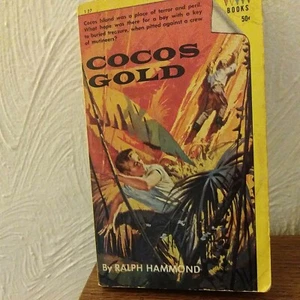 BOOKS
50¢
Cocos Island was a place of terror and peril.
What hope was there for a boy with a key
to buried treasure, when pitted against a crew
of mutineers?
COCOS
GOLD
By RALPH HAMMOND